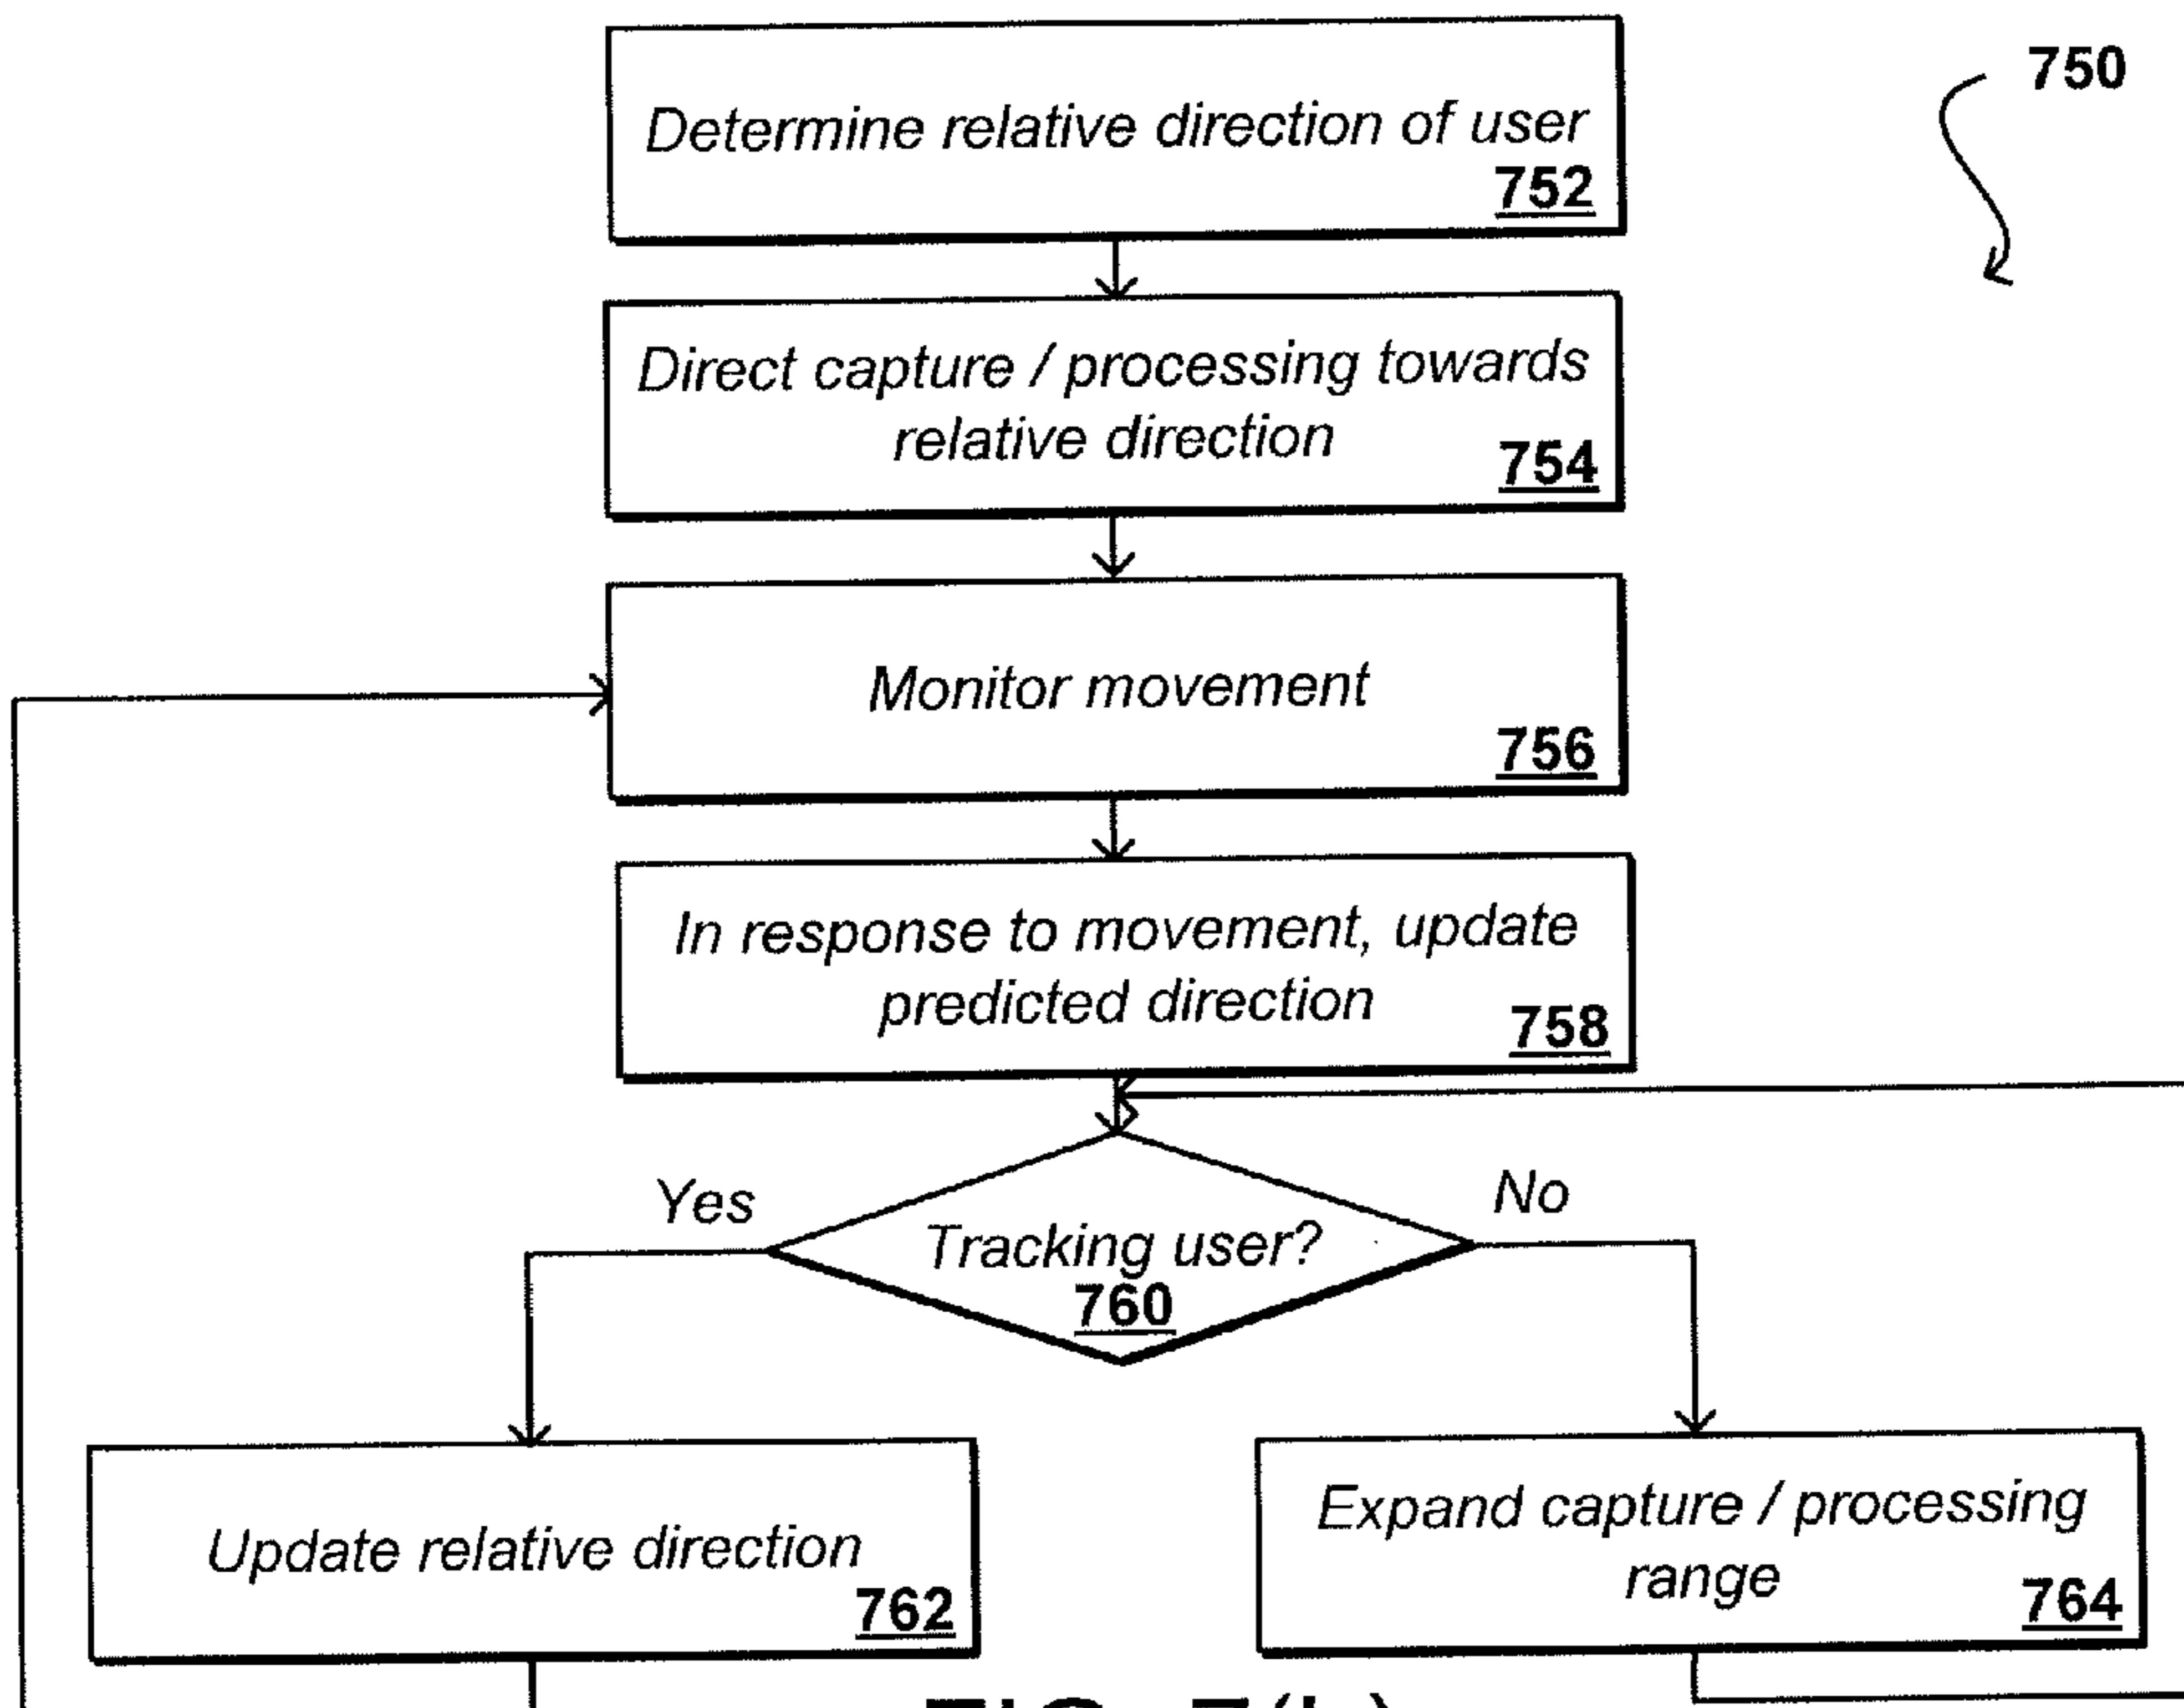 750
Determine relative direction of user
752
Direct capture / processing towards
relative direction
754
Monitor movement
756
In response to movement, update
predicted direction
758
Yes
No
Tracking user?
760
Update relative direction
762
Expand capture / processing
range
764